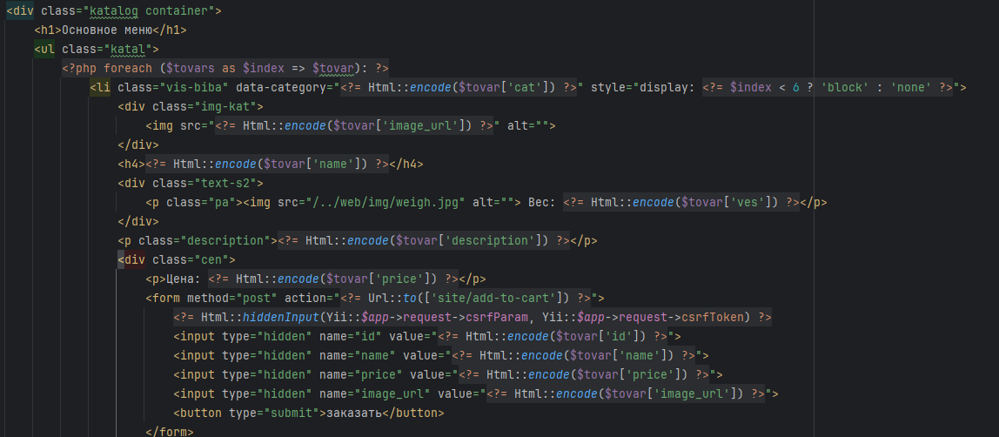 <div class="katalog container">
<h1>Основное меню</h1>
<ul class="katal">
<?php foreach ($tovars as $index => $tovar): ?>
<li class="vis-biba" data-category="<?= Html::encode($tovar['cat']) ?>" style="display: <?= $index < 6 ? 'block' : 'none' ?>">
<div class="img-kat">
<img src="<?= Html::encode($tovar['image_url']) ?>" alt="">
</div>
<h4><?= Html::encode($tovar['name']) ?></h4>
<div class="text-s2">
<p class="pa"><img src="/../web/img/weigh.jpg" alt=""> Вес: <?= Html::encode($tovar['ves']) ?></p>
</div>
<p class="description"><?= Html::encode($tovar['description']) ?></p>
<div class="cen">
<p>Цена: <?= Html::encode($tovar['price']) ?></p>
<form method="post" action="<?= Url::to(['site/add-to-cart']) ?>">
<?= Html::hiddenInput(Yii::$app->request->csrfParam, Yii::$app->request->csrfToken) ?>
<input type="hidden" name="id" value="<?= Html::encode($tovar['id']) ?>">
<input type="hidden" name="name" value="<?= Html::encode($tovar['name']) ?>">
<input type="hidden" name="price" value="<?= Html::encode($tovar['price']) ?>">
<input type="hidden" name="image_url" value="<?= Html::encode($tovar['image_url']) ?>">
<button type="submit">заказать</button>
</form>